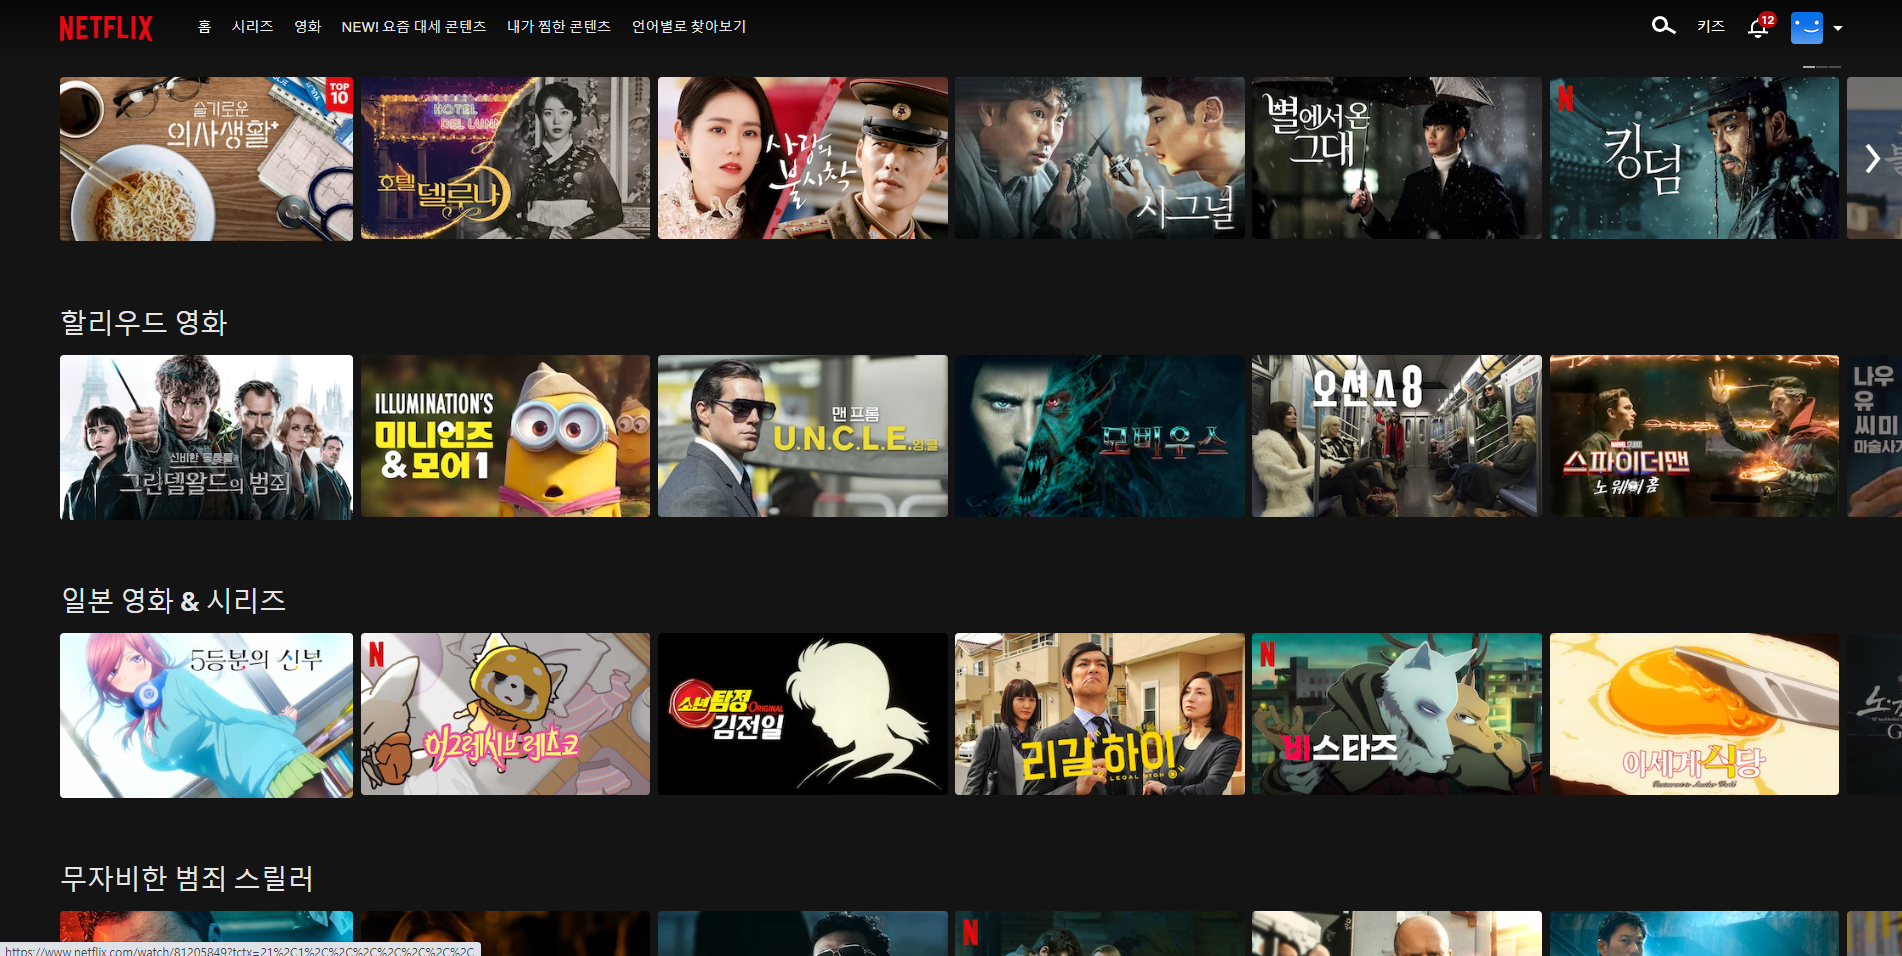 NETFLIX
홈 시리즈 영화 NEW! 요즘 대세 콘텐츠 내가 찜한 콘텐츠 언어별로 찾아보기
키즈 12
TOP
10
슬기로운
의사생활+
HOTEL
DEL LUNA
호텔
델루나
사랑의
불시착
시그널
별에서 온
그대
N
킹덤
할리우드 영화
신비한 동물들과
그린델왈드의 범죄
ILLUMINATION'S
미니언즈
& 모어 1
맨 프롬
U.N.C.L.E.엉클
모비우스
오션스8
MARVEL STUDIOS
스파이더맨
노 웨이 홈
나우
유
씨미
마술사기
일본 영화 & 시리즈
5등분의 신부
N
어그레시브 레츠코
소년탐정 ORIGINAL
김전일
리갈 하이
LEGAL HIGH
N
비스타즈
이세계 식당
Restaurant to Another World
무자비한 범죄 스릴러
N
https://www.netflix.com/watch/81205849?tctx=21%2C1%2C%2C%2C%2C%2C%2C%2C